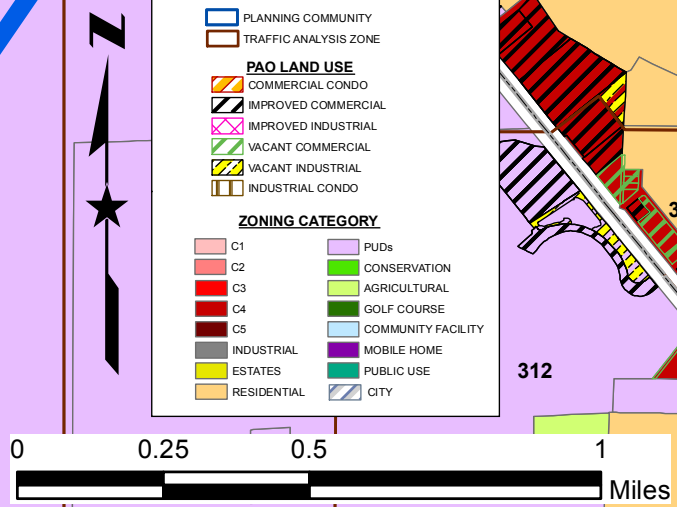 N
PLANNING COMMUNITY
TRAFFIC ANALYSIS ZONE
PAO LAND USE
COMMERCIAL CONDO
IMPROVED COMMERCIAL
IMPROVED INDUSTRIAL
VACANT COMMERCIAL
VACANT INDUSTRIAL
INDUSTRIAL CONDO
ZONING CATEGORY
C1
C2
C3
C4
C5
INDUSTRIAL
ESTATES
RESIDENTIAL
PUDs
CONSERVATION
AGRICULTURAL
GOLF COURSE
COMMUNITY FACILITY
MOBILE HOME
PUBLIC USE
CITY
3
312
0 0.25 0.5 1
Miles